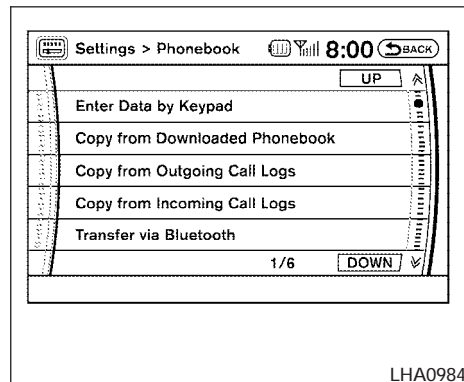 Settings > Phonebook 8:00 BACK
UP
Enter Data by Keypad
Copy from Downloaded Phonebook
Copy from Outgoing Call Logs
Copy from Incoming Call Logs
Transfer via Bluetooth
1/6 DOWN
LHA0984